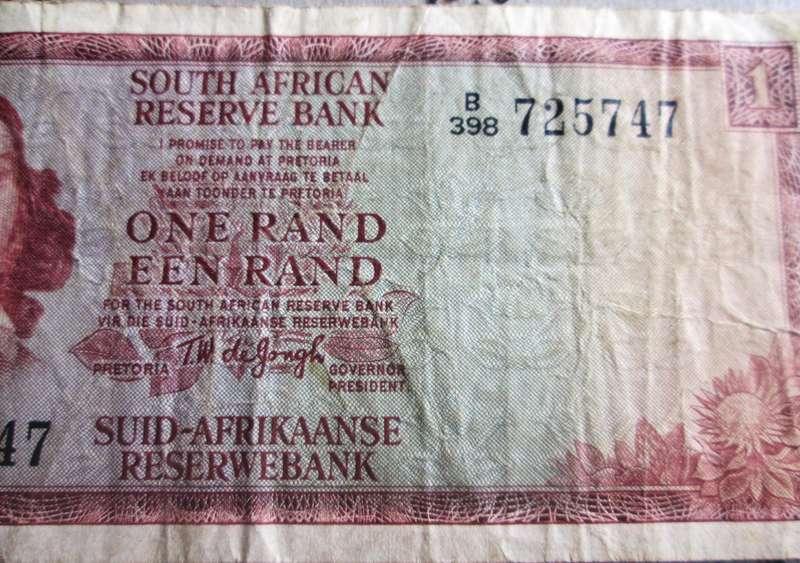 SOUTH AFRICAN
RESERVE BANK
B
398 725747
1
I PROMISE TO PAY THE BEARER
ON DEMAND AT PRETORIA
EK BELOOF OP AANVRAAG TE BETAAL
AAN TOONDER TE PRETORIA
ONE RAND
EEN RAND
FOR THE SOUTH AFRICAN RESERVE BANK
VIR DIE SUID-AFRIKAANSE RESERWEBANK
T.W. de Jongh
PRETORIA GOVERNOR
PRESIDENT.
47
SUID-AFRIKAANSE
RESERWEBANK